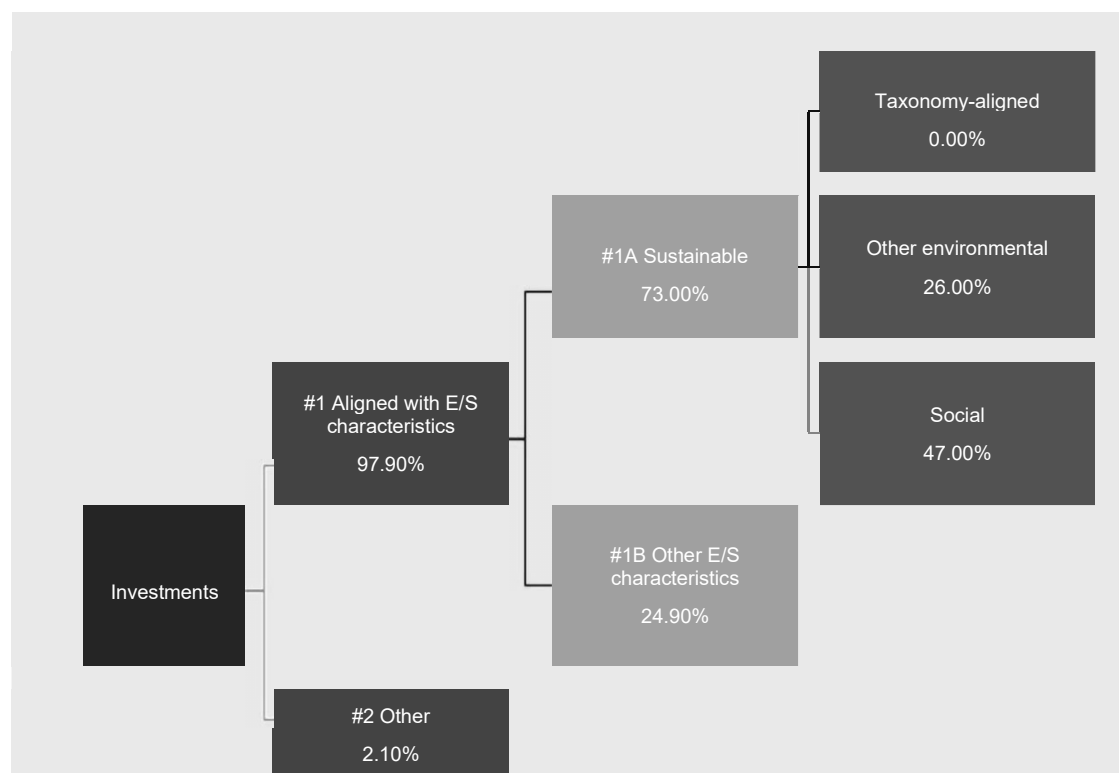 Taxonomy-aligned
0.00%
#1A Sustainable
73.00%
Other environmental
26.00%
#1 Aligned with E/S
characteristics
97.90%
Social
47.00%
Investments
#1B Other E/S
characteristics
24.90%
#2 Other
2.10%